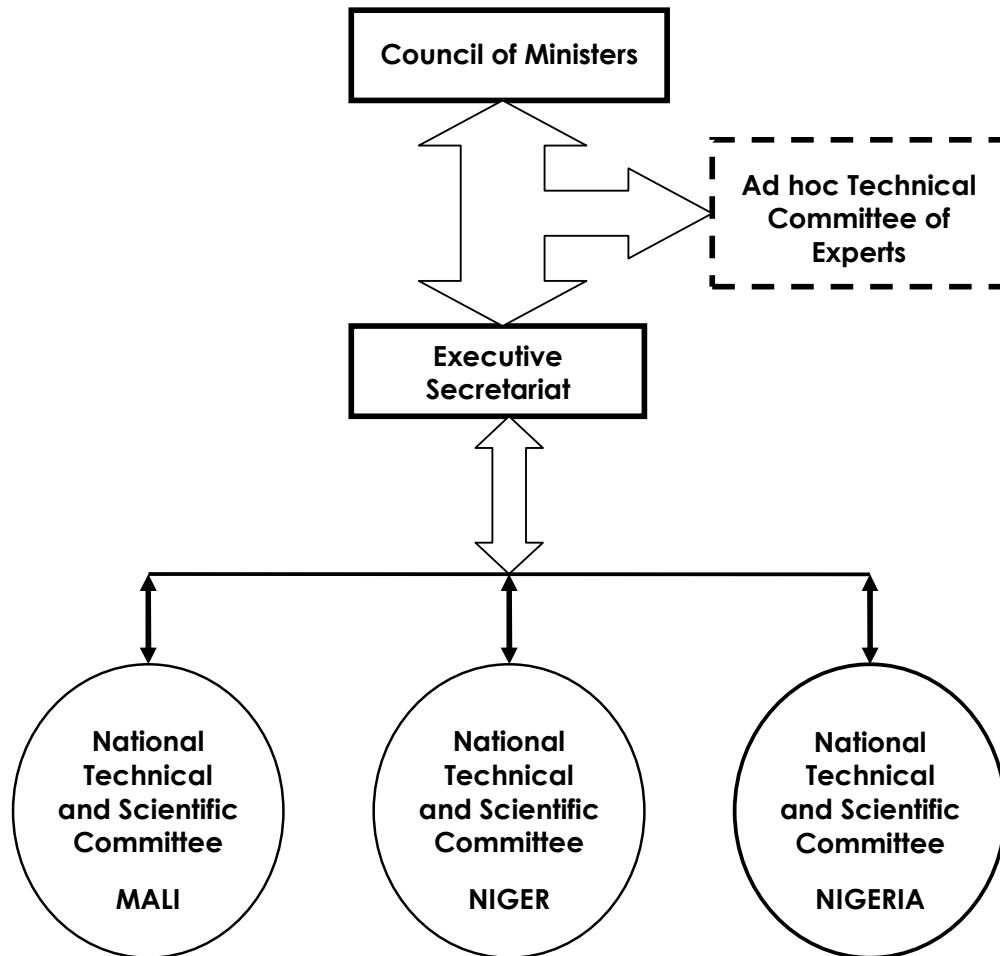 Council of Ministers
Ad hoc Technical
Committee of
Experts
Executive
Secretariat
National
Technical
and Scientific
Committee
MALI
National
Technical
and Scientific
Committee
NIGER
National
Technical
and Scientific
Committee
NIGERIA